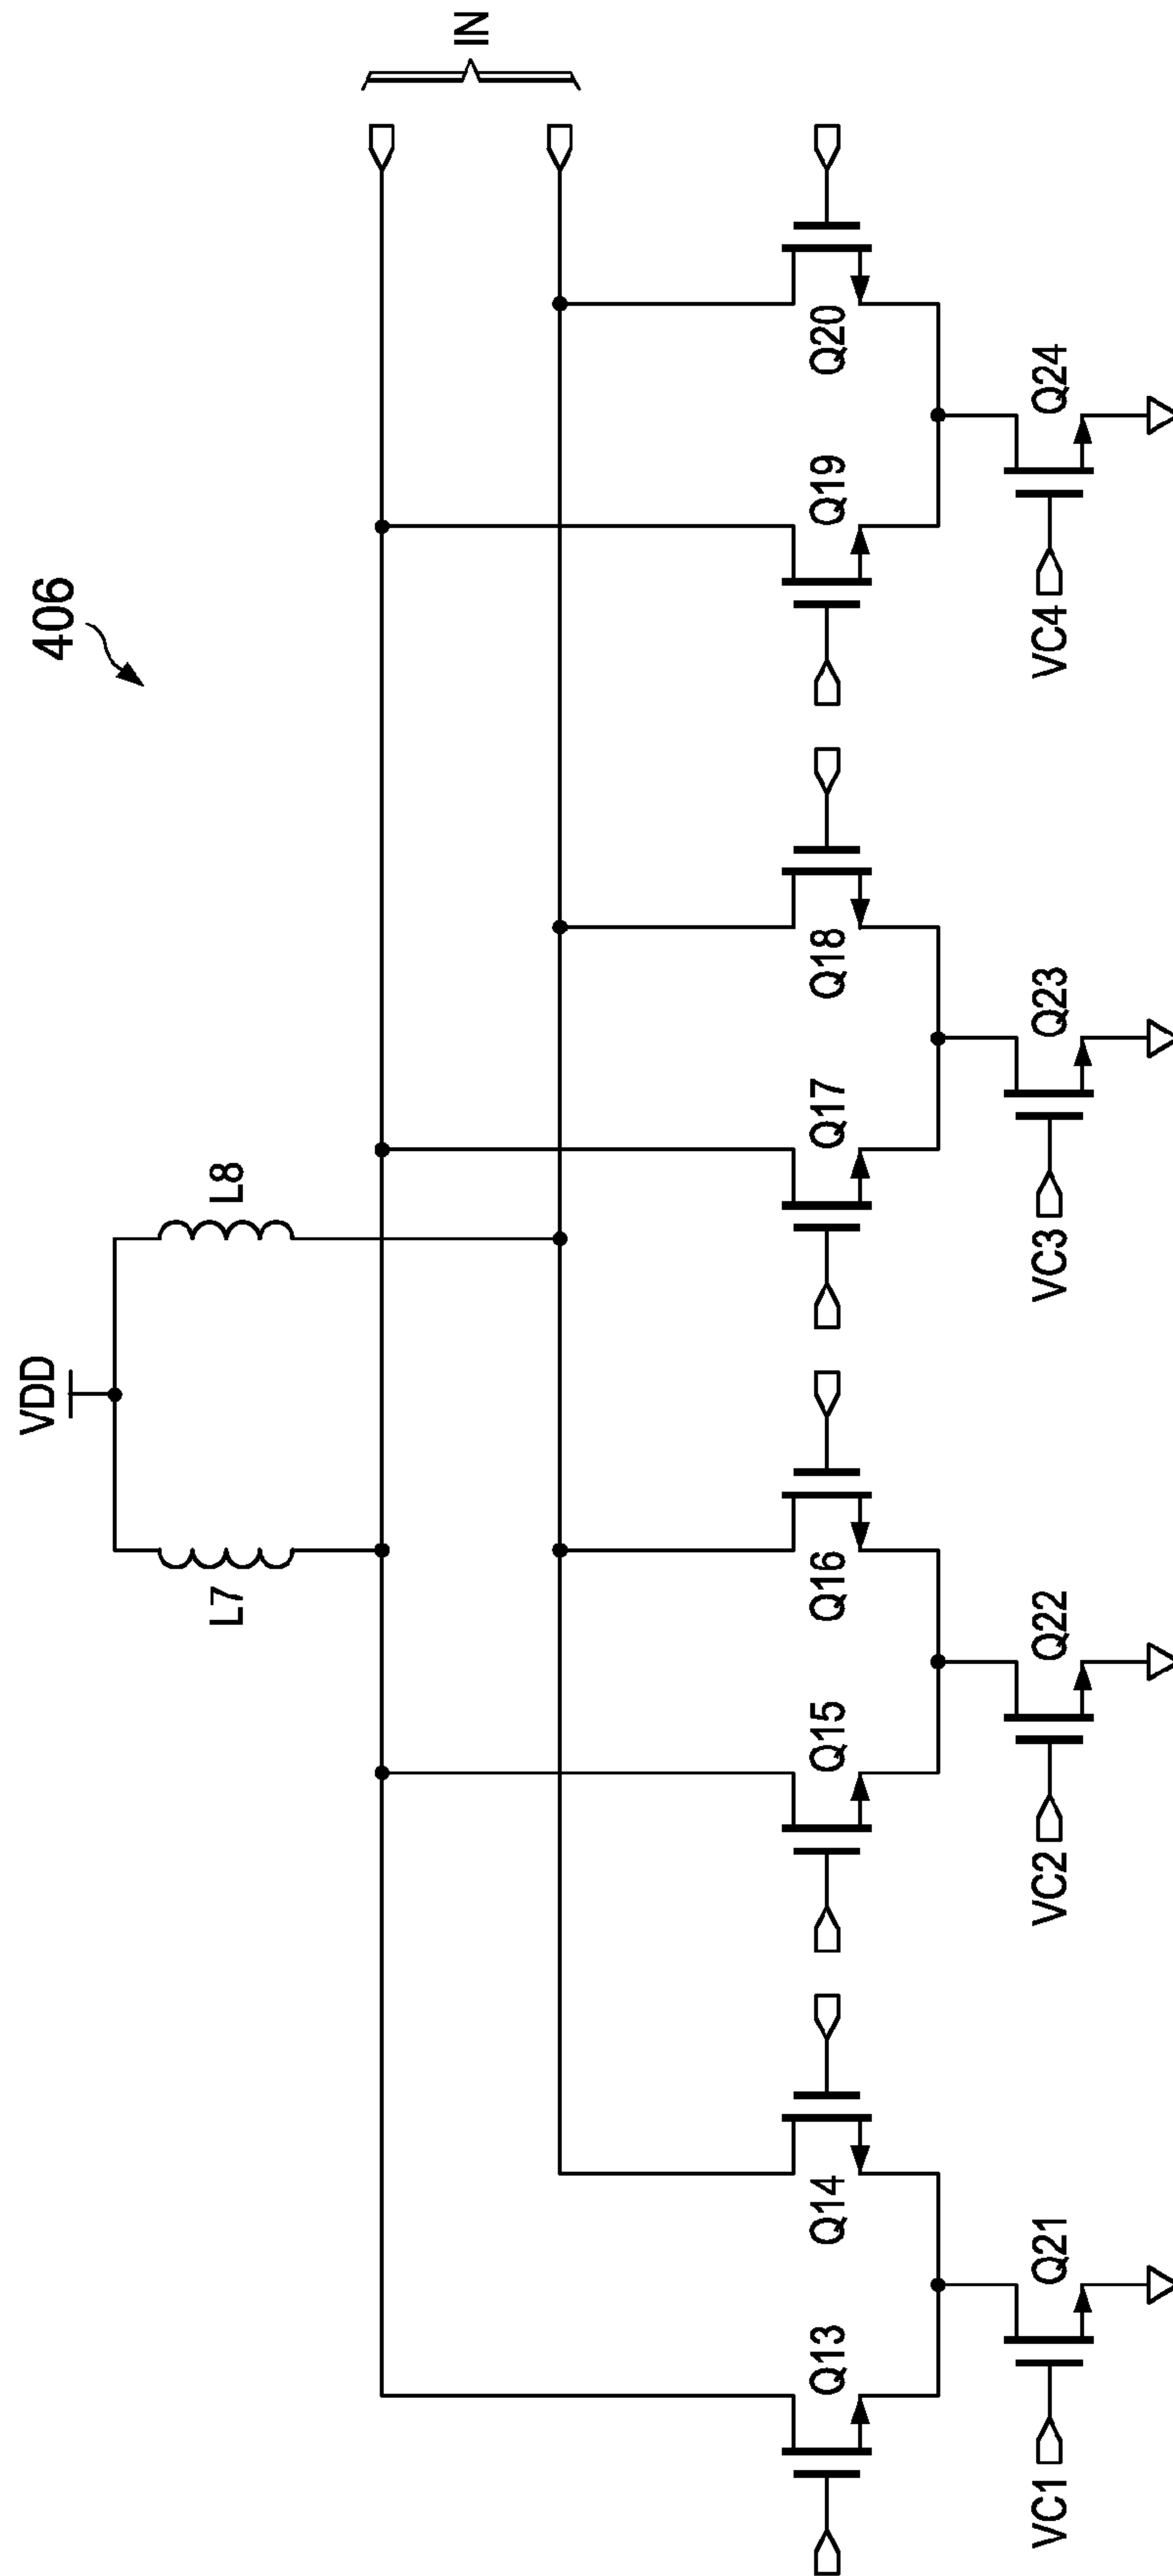 406
VDD
IN
L7
L8
Q13
Q14
Q15
Q16
Q17
Q18
Q19
Q20
VC1
Q21
VC2
Q22
VC3
Q23
VC4
Q24